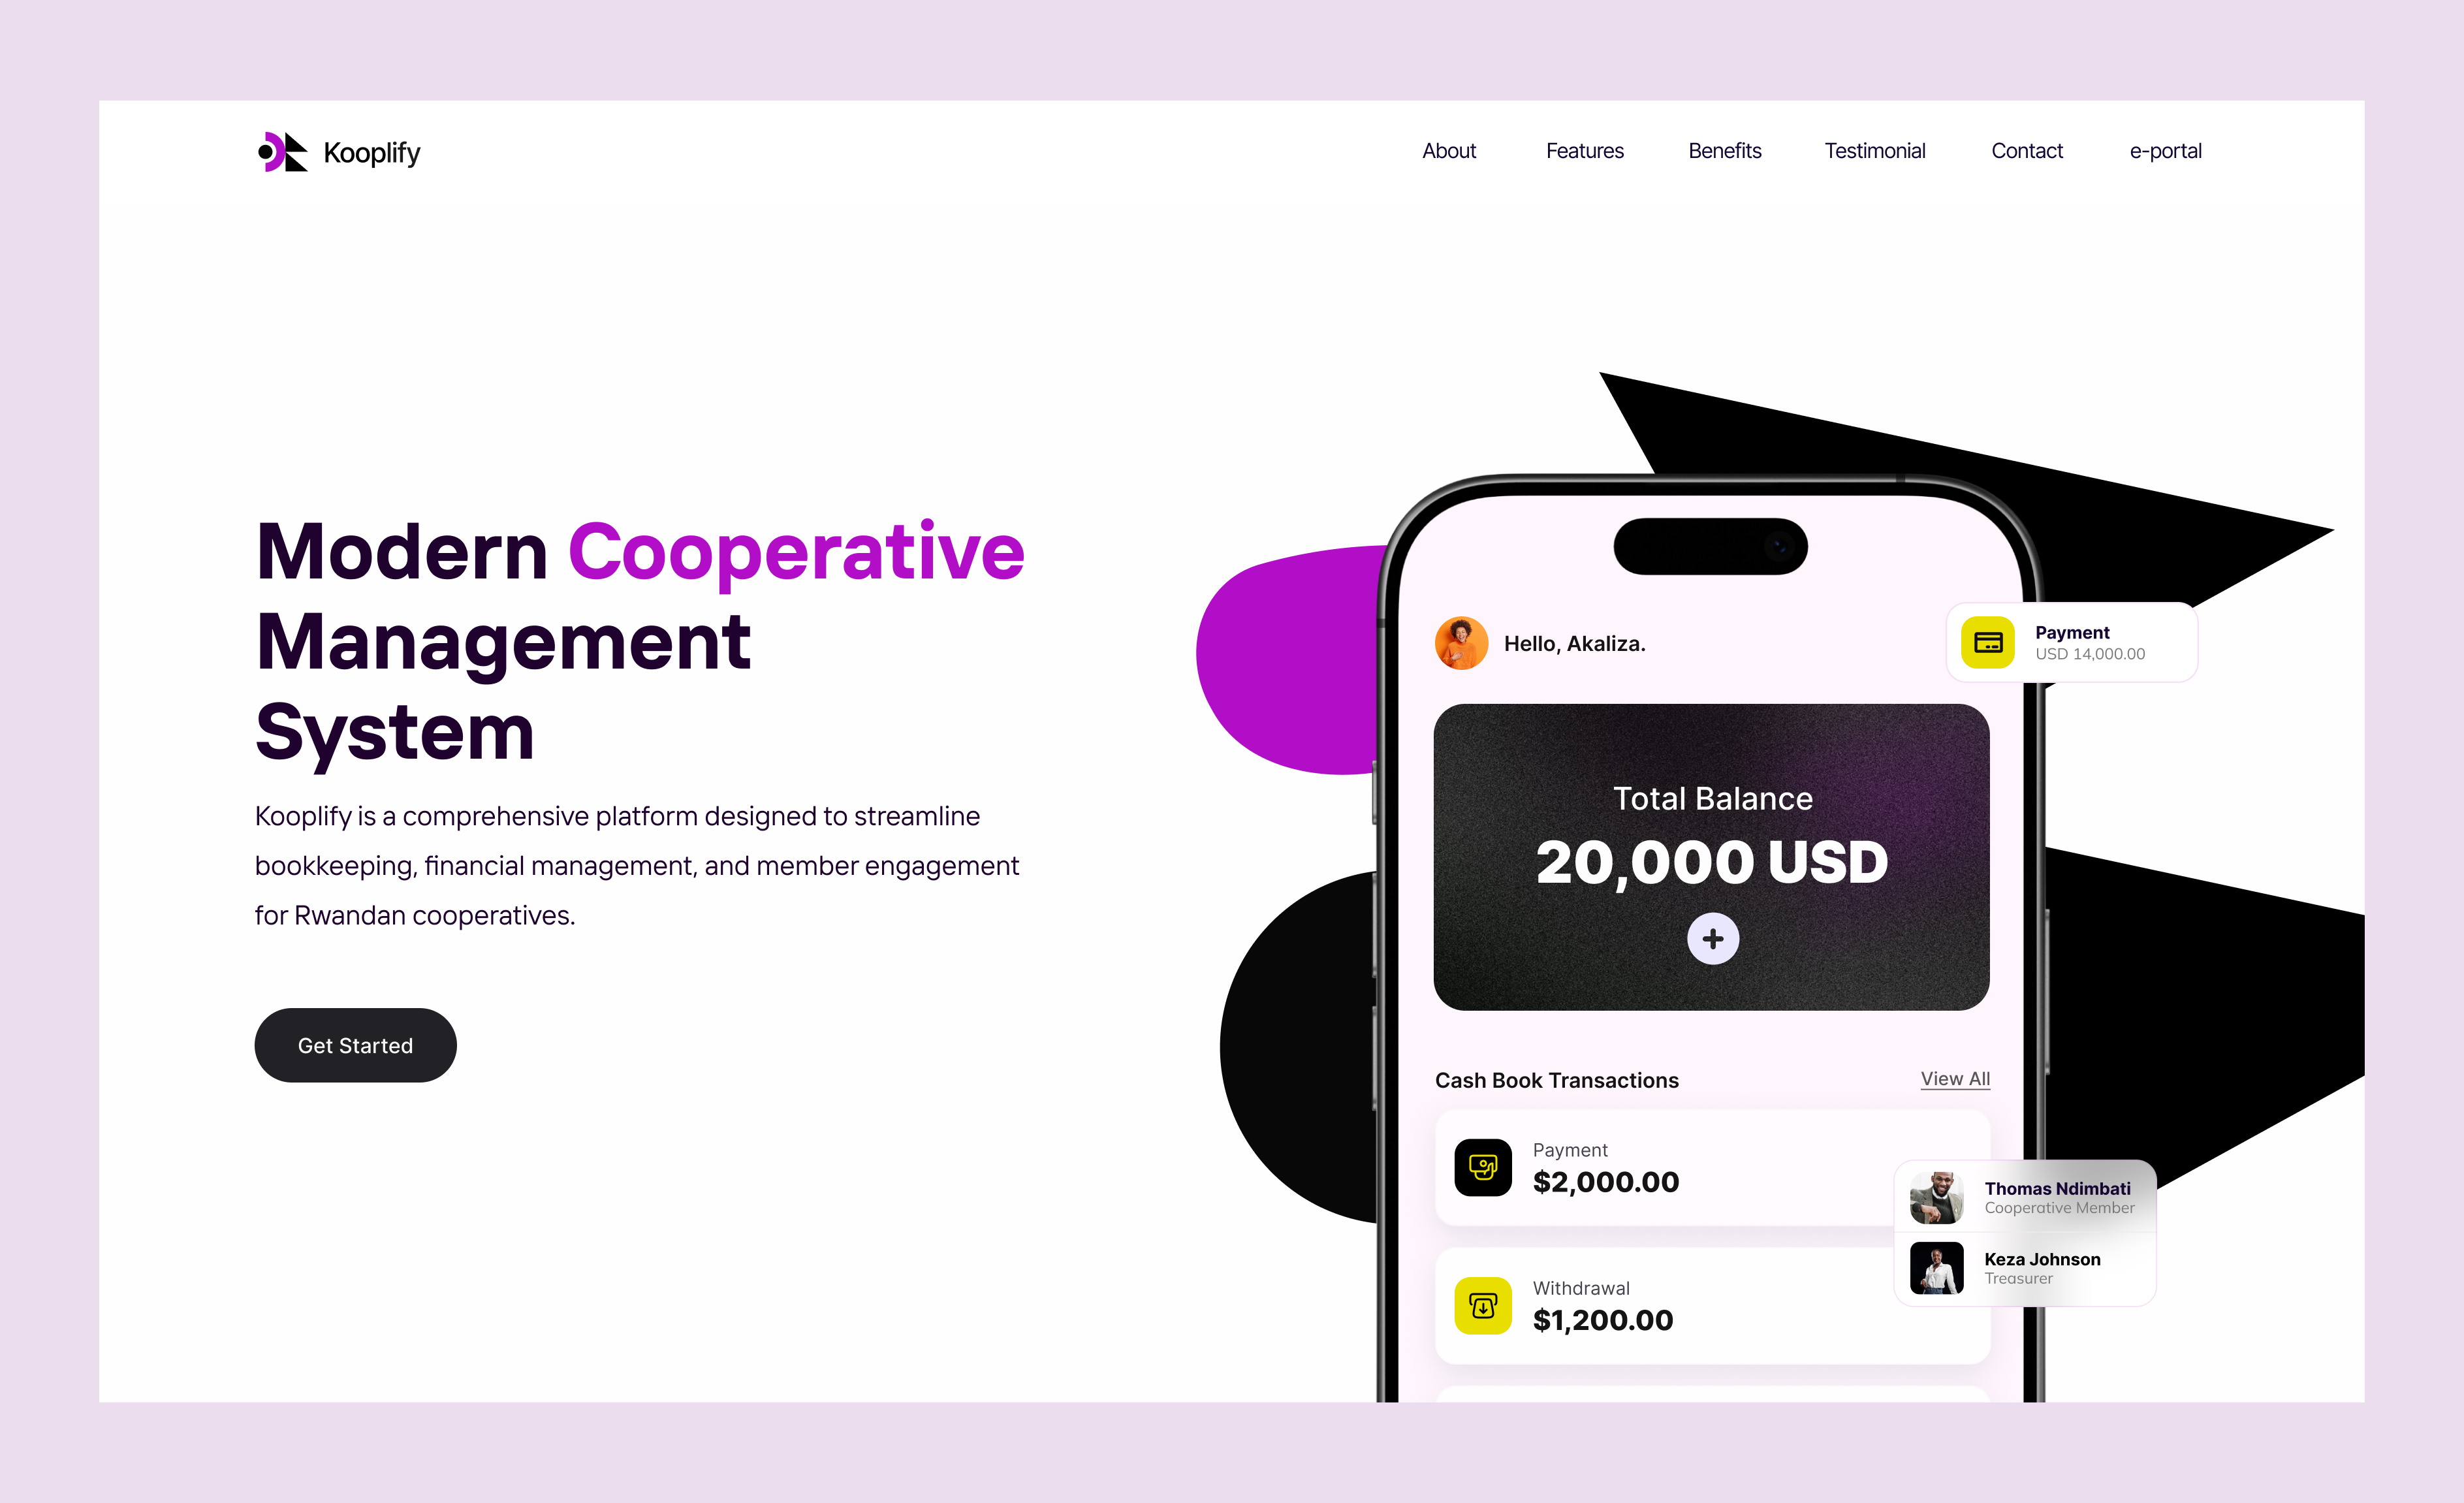 Kooplify
About
Features
Benefits
Testimonial
Contact
e-portal
Modern Cooperative
Management
System
Kooplify is a comprehensive platform designed to streamline
bookkeeping, financial management, and member engagement
for Rwandan cooperatives.
Get Started
Hello, Akaliza.
Payment
USD 14,000.00
Total Balance
20,000 USD
Cash Book Transactions
View All
Payment
$2,000.00
Thomas Ndimbati
Cooperative Member
Keza Johnson
Treasurer
Withdrawal
$1,200.00